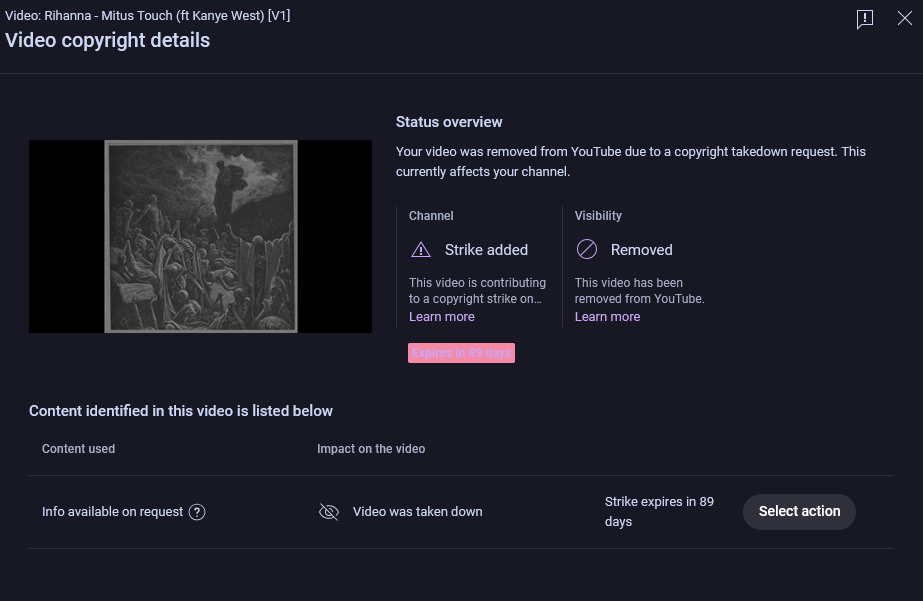 Video: Rihanna - Mitus Touch (ft Kanye West) [V1]
Video copyright details
Status overview
Your video was removed from YouTube due to a copyright takedown request. This
currently affects your channel.
Channel
Strike added
This video is contributing
to a copyright strike on...
Learn more
Expires in 89 days
Visibility
Removed
This video has been
removed from YouTube.
Learn more
Content identified in this video is listed below
Content used
Impact on the video
Info available on request ?
Video was taken down
Strike expires in 89
days
Select action